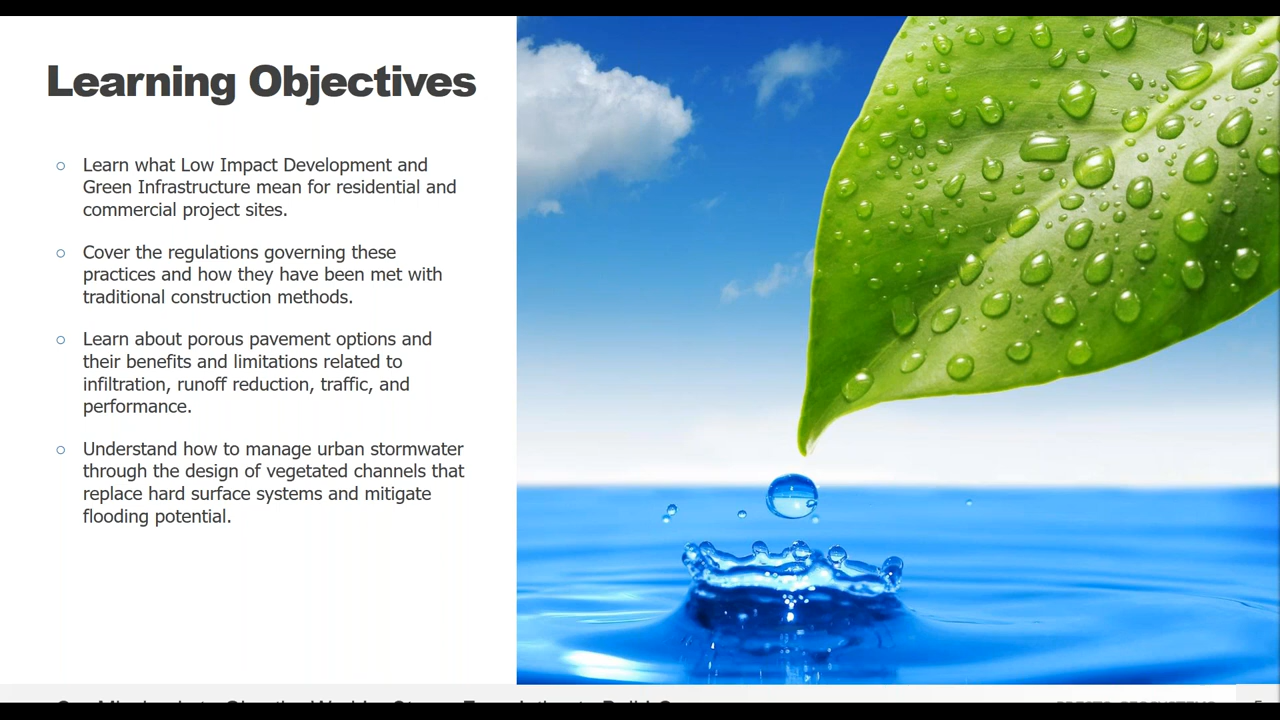 Learning Objectives
Learn what Low Impact Development and
Green Infrastructure mean for residential and
commercial project sites.
Cover the regulations governing these
practices and how they have been met with
traditional construction methods.
Learn about porous pavement options and
their benefits and limitations related to
infiltration, runoff reduction, traffic, and
performance.
Understand how to manage urban stormwater
through the design of vegetated channels that
replace hard surface systems and mitigate
flooding potential.